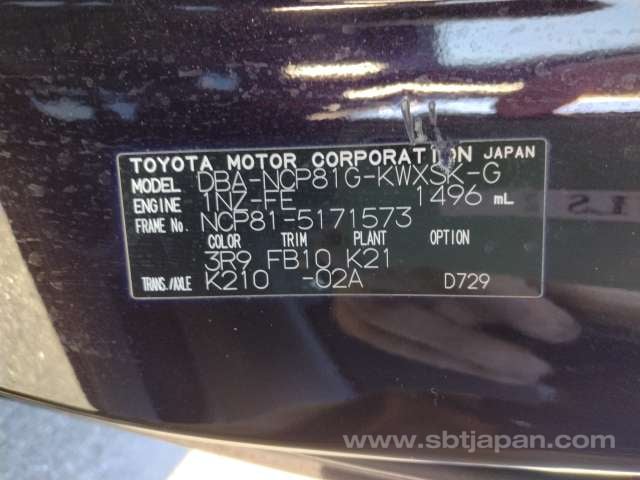 TOYOTA MOTOR CORPORATION JAPAN
MODEL DBA-NCP81G-KWXSK-G
ENGINE 1NZ-FE 1496 mL
FRAME No. NCP81-5171573
COLOR TRIM PLANT OPTION
3R9 FB10 K21
TRANS./AXLE K210 -02A D729
www.sbtjapan.com